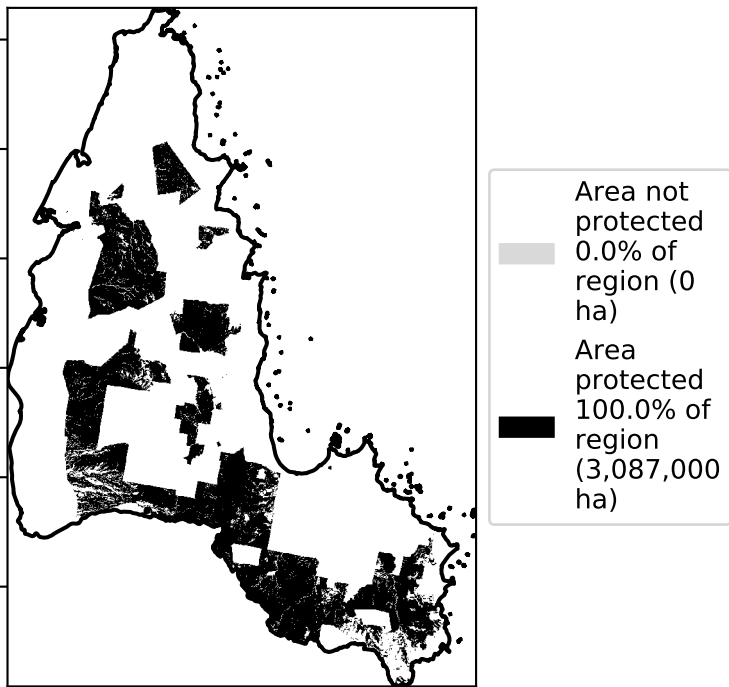 Area not
protected
0.0% of
region (0
ha)
Area
protected
100.0% of
region
(3,087,000
ha)